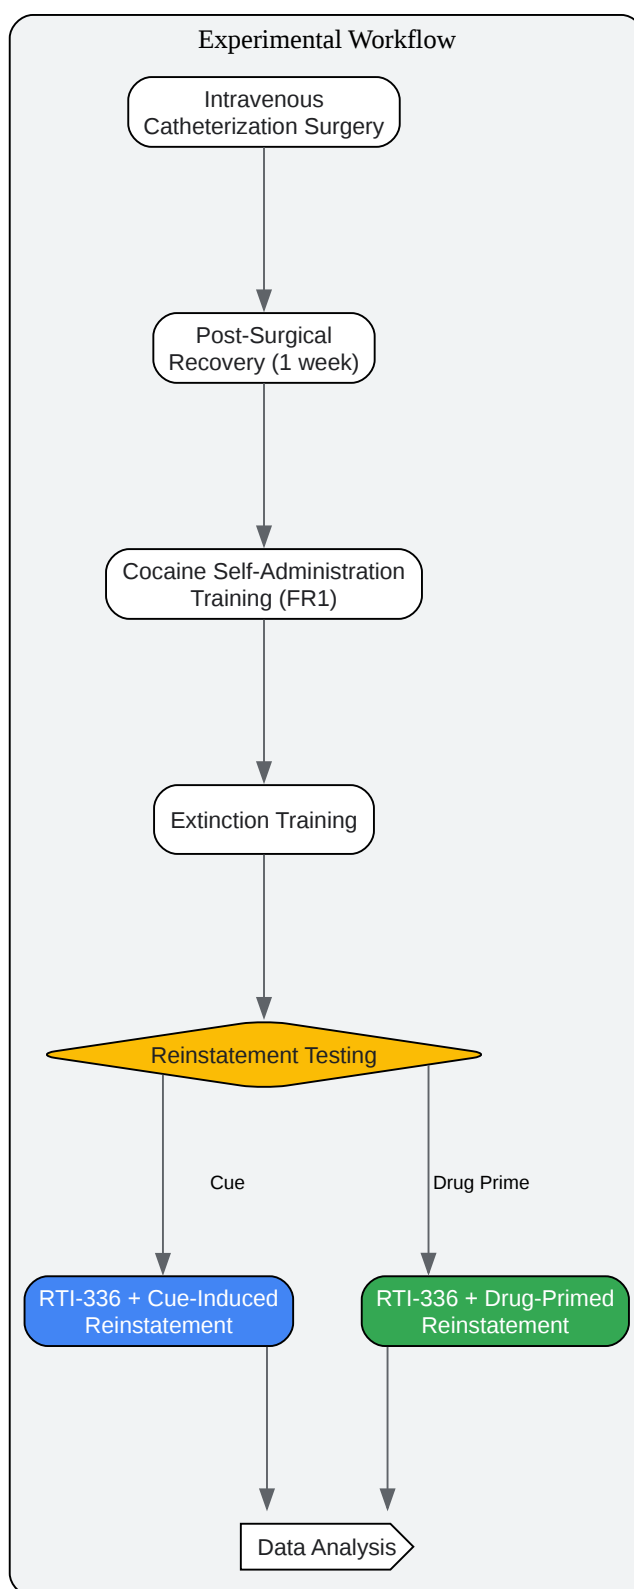 Experimental Workflow
Intravenous
Catheterization Surgery
Post-Surgical
Recovery (1 week)
Cocaine Self-Administration
Training (FR1)
Extinction Training
Reinstatement Testing
Cue
Drug Prime
RTI-336 + Cue-Induced
Reinstatement
RTI-336 + Drug-Primed
Reinstatement
Data Analysis